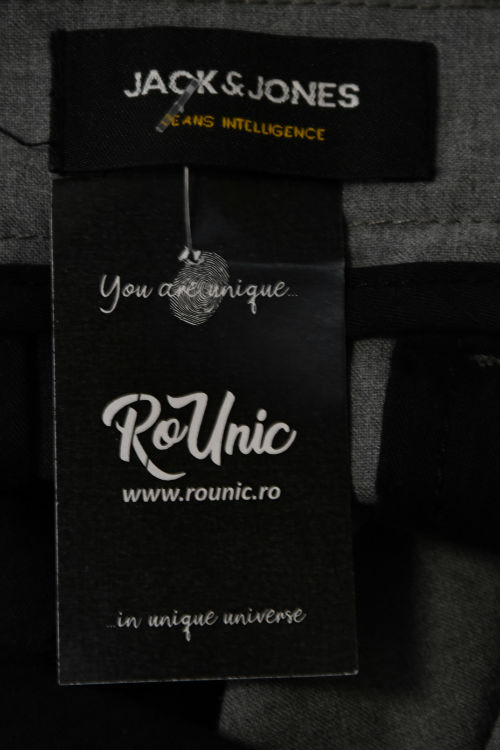 JACK&JONES
JEANS INTELLIGENCE
You are unique...
RoUnic
www.rounic.ro
...in unique universe